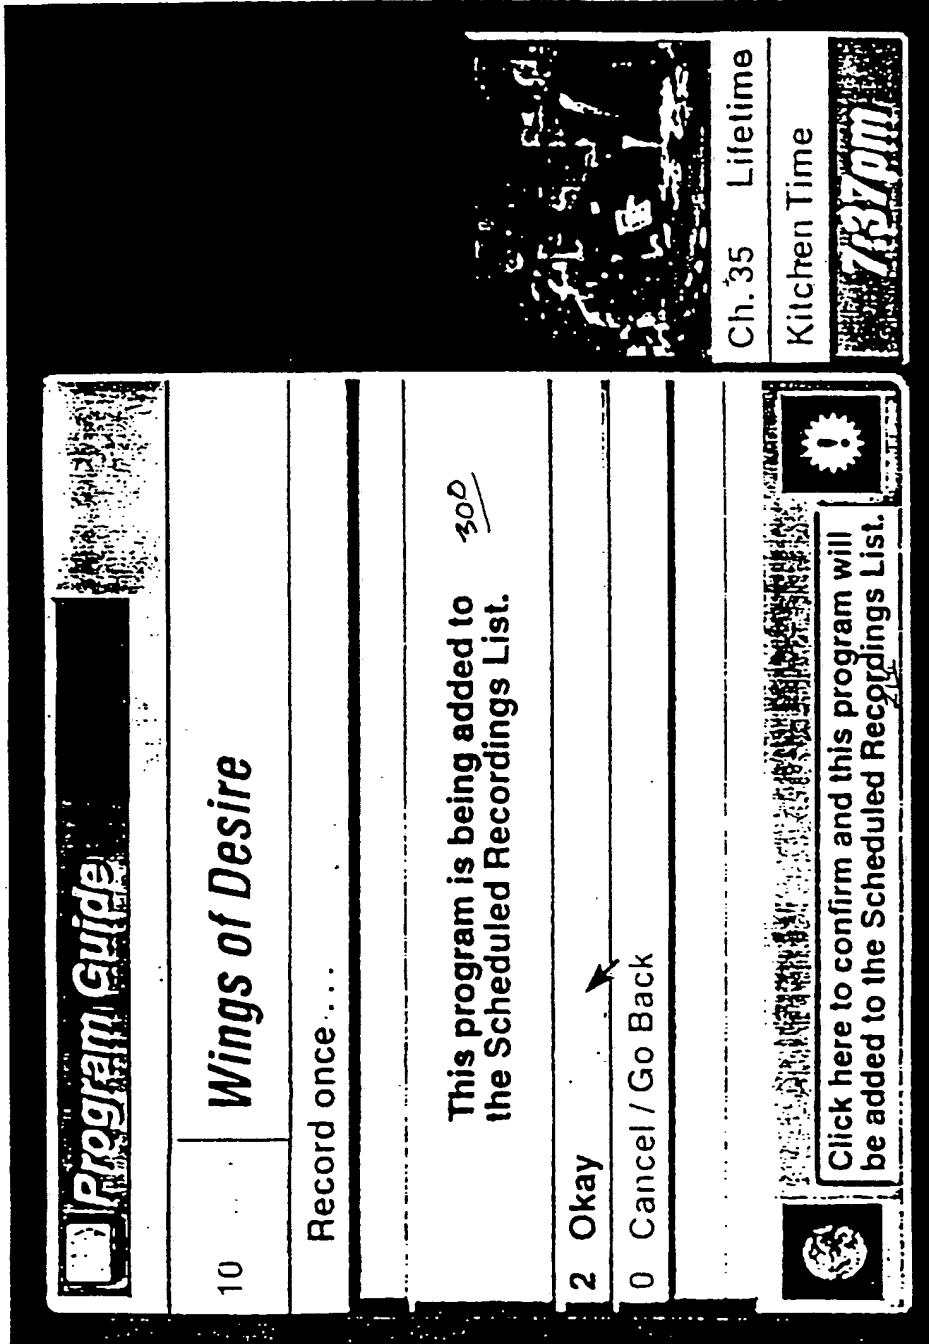 Program Guide
10 Wings of Desire
Record once . . .
This program is being added to
the Scheduled Recordings List.
300
2 Okay
0 Cancel / Go Back
Click here to confirm and this program will
be added to the Scheduled Recordings List.
Ch. 35 Lifetime
Kitchen Time
7:37pm